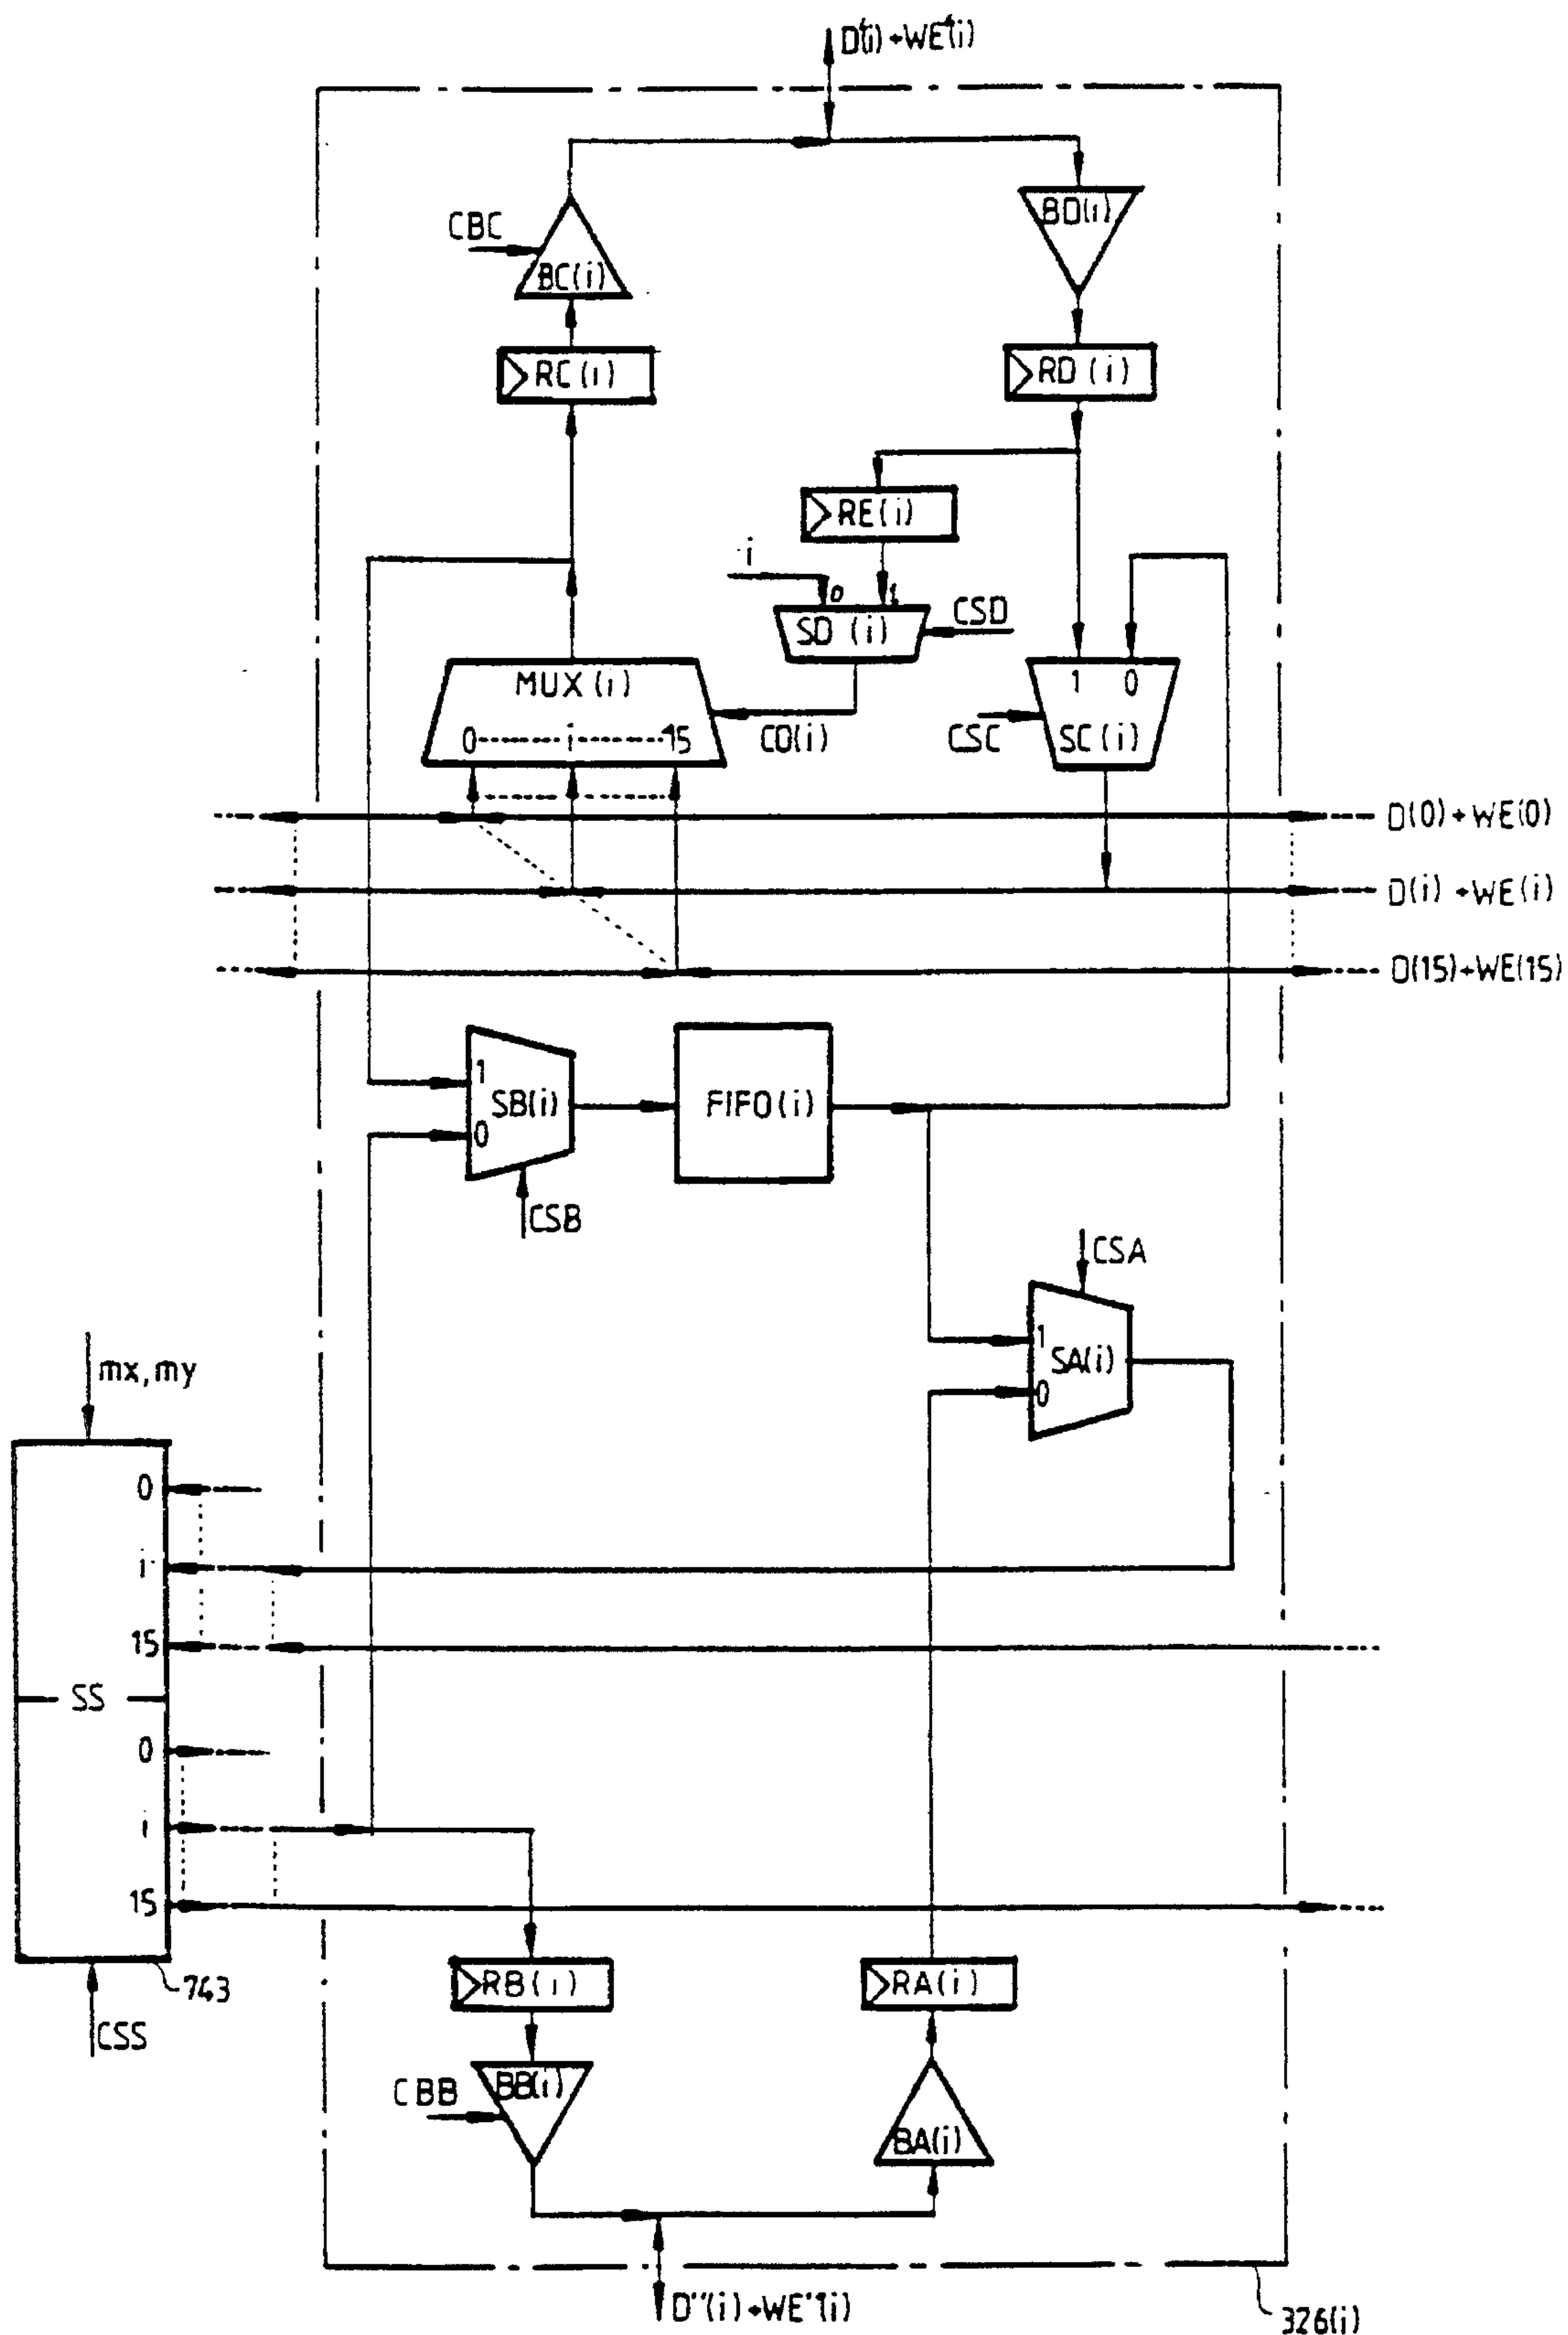 D'(i)+WE'(i)
BD(i)
CBC
BC(i)
RC(i)
RD(i)
RE(i)
i
0 1
SD(i)
CSD
MUX(i)
0 i 15
CO(i)
1 0
CSC
SC(i)
D(0)+WE(0)
D(i)+WE(i)
D(15)+WE(15)
1
SB(i)
0
FIFO(i)
CSB
CSA
1
SA(i)
0
mx,my
0
i
15
SS
0
i
15
743
CSS
RB(i)
RA(i)
CBB
BB(i)
BA(i)
D''(i)+WE''(i)
326(i)